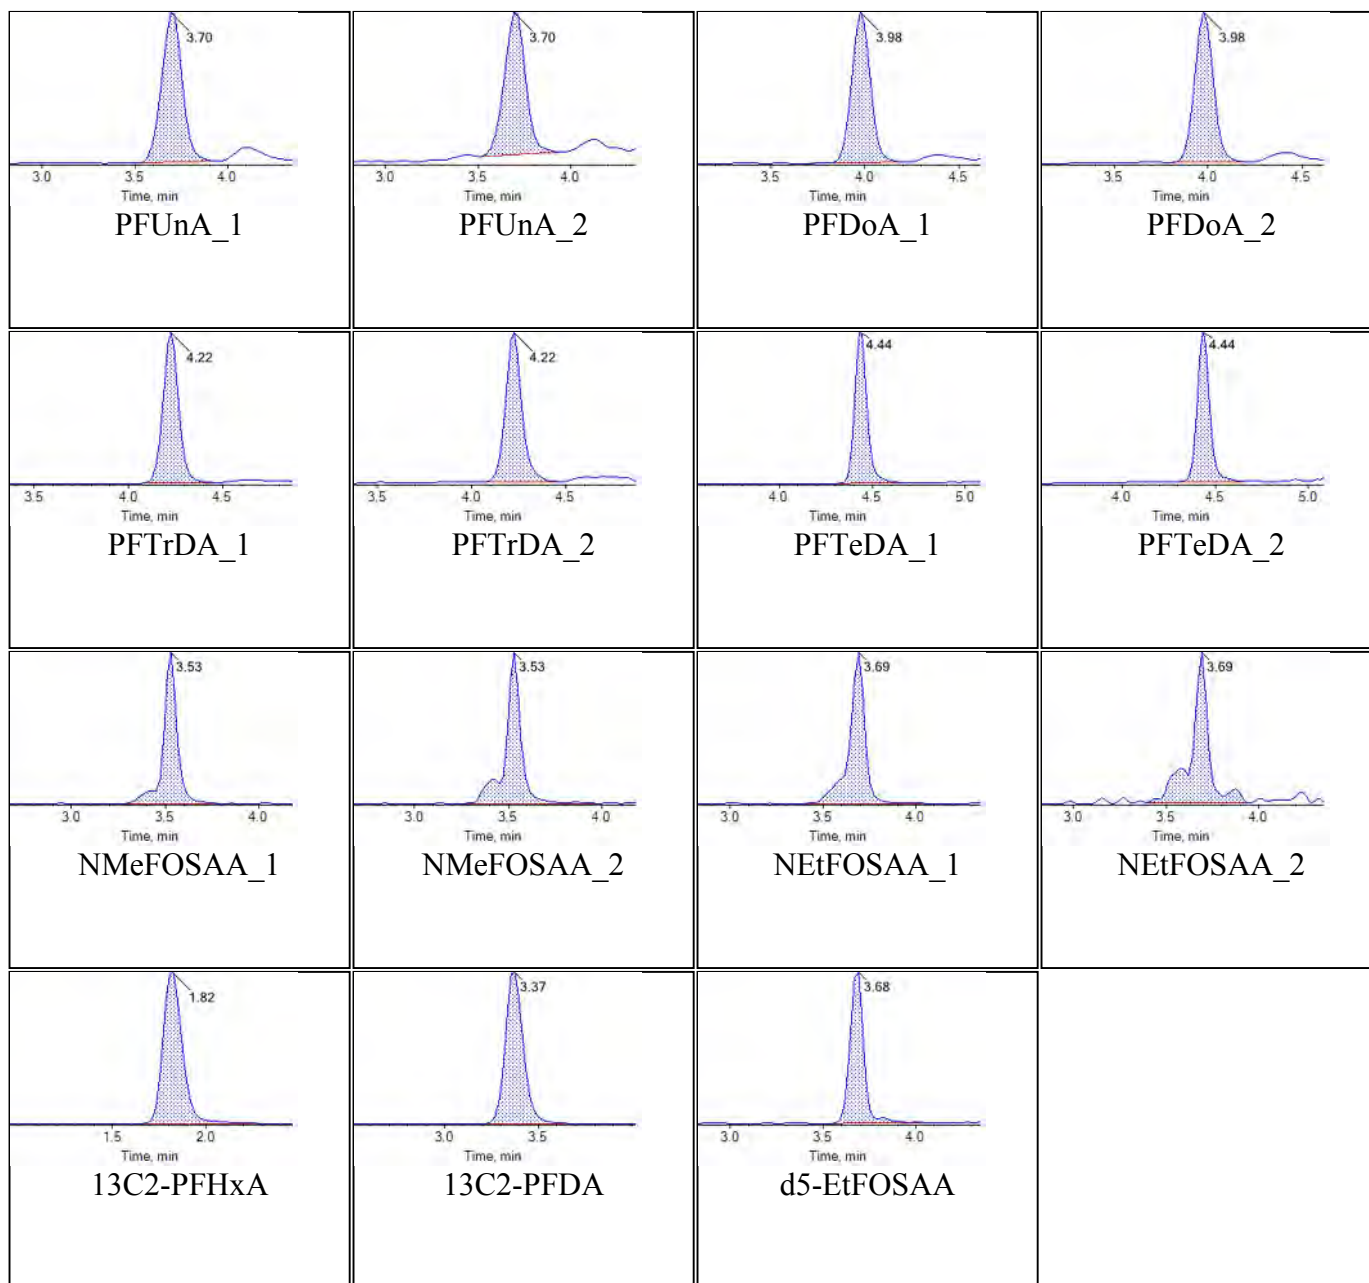 3.70
3.0 3.5 4.0
Time, min
PFUnA_1
3.70
3.0 3.5 4.0
Time, min
PFUnA_2
3.98
3.5 4.0 4.5
Time, min
PFDoA_1
3.98
3.5 4.0 4.5
Time, min
PFDoA_2
4.22
3.5 4.0 4.5
Time, min
PFTrDA_1
4.22
3.5 4.0 4.5
Time, min
PFTrDA_2
4.44
4.0 4.5 5.0
Time, min
PFTeDA_1
4.44
4.0 4.5 5.0
Time, min
PFTeDA_2
3.53
3.0 3.5 4.0
Time, min
NMeFOSAA_1
3.53
3.0 3.5 4.0
Time, min
NMeFOSAA_2
3.69
3.0 3.5 4.0
Time, min
NEtFOSAA_1
3.69
3.0 3.5 4.0
Time, min
NEtFOSAA_2
1.82
1.5 2.0
Time, min
13C2-PFHxA
3.37
3.0 3.5
Time, min
13C2-PFDA
3.68
3.0 3.5 4.0
Time, min
d5-EtFOSAA